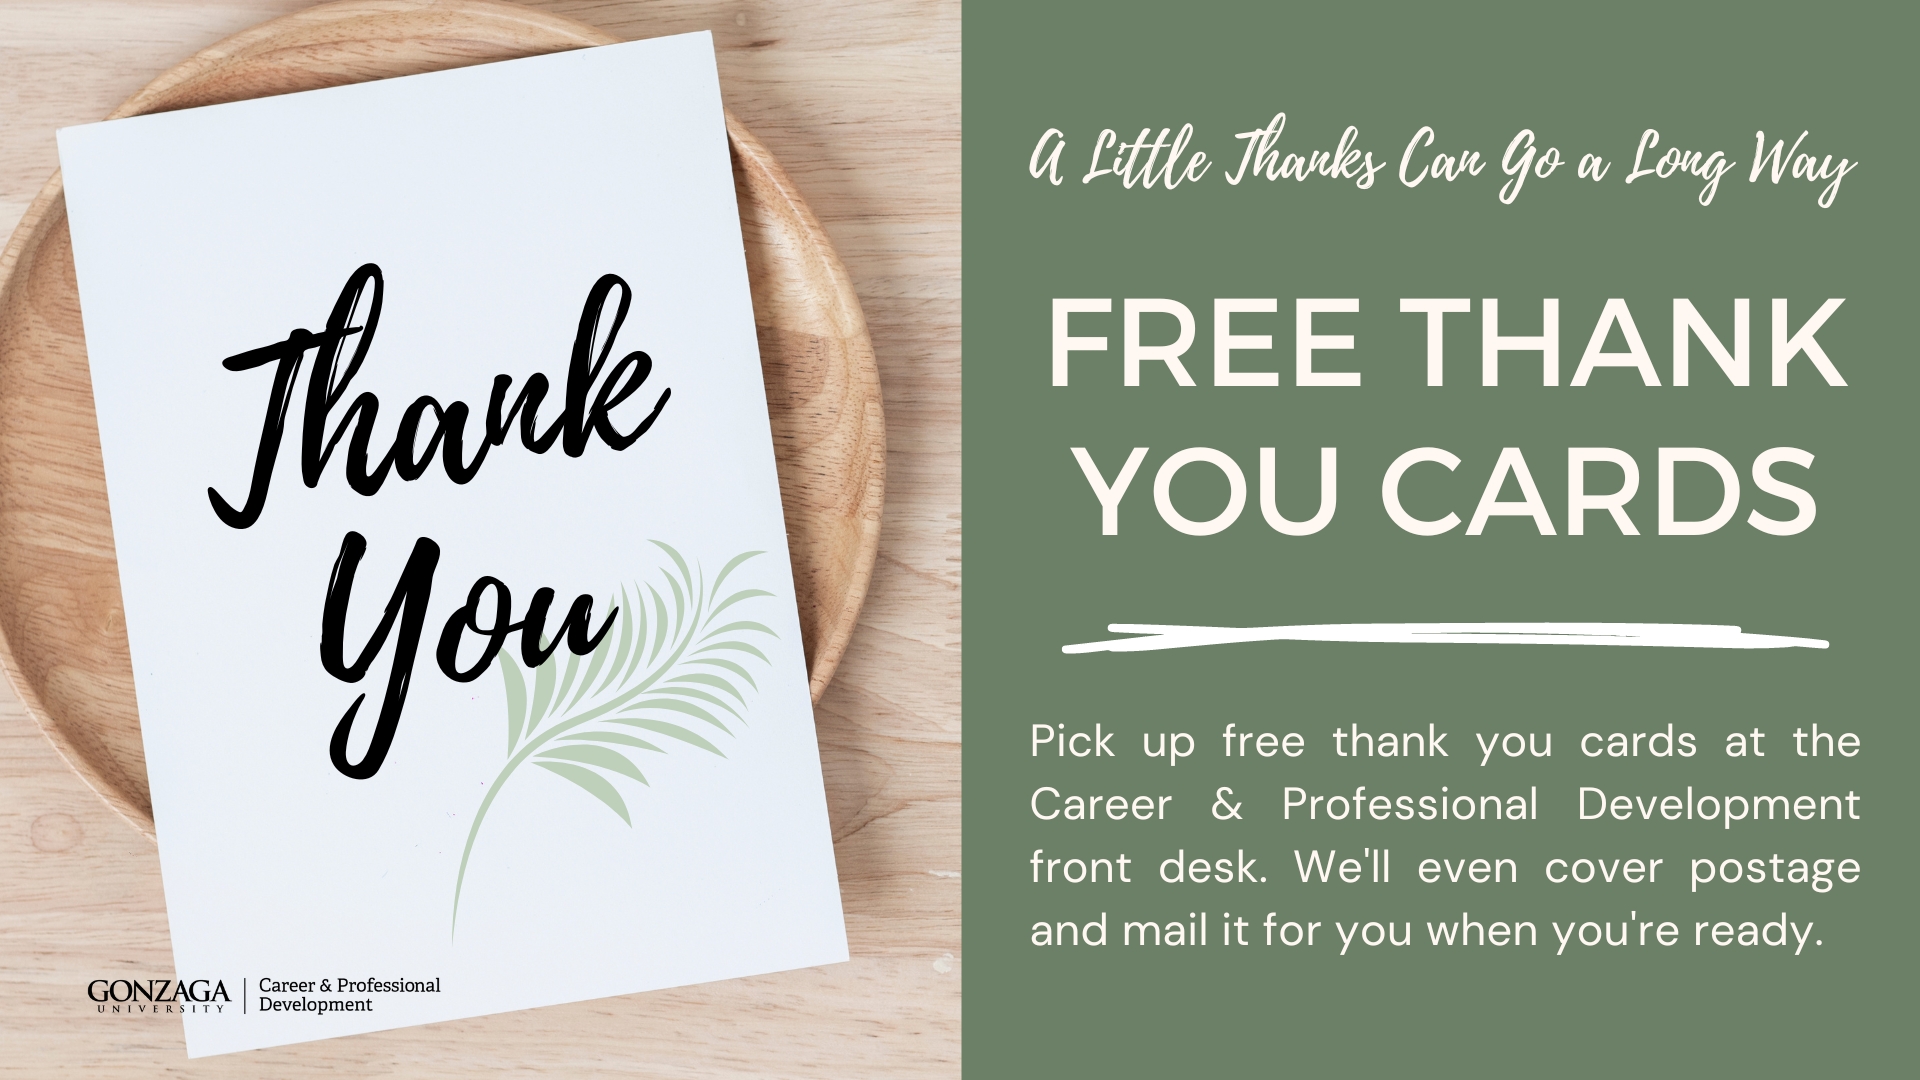 Thank
You
GONZAGA
UNIVERSITY
Career & Professional
Development
A Little Thanks Can Go a Long Way
FREE THANK
YOU CARDS
Pick up free thank you cards at the
Career & Professional Development
front desk. We'll even cover postage
and mail it for you when you're ready.